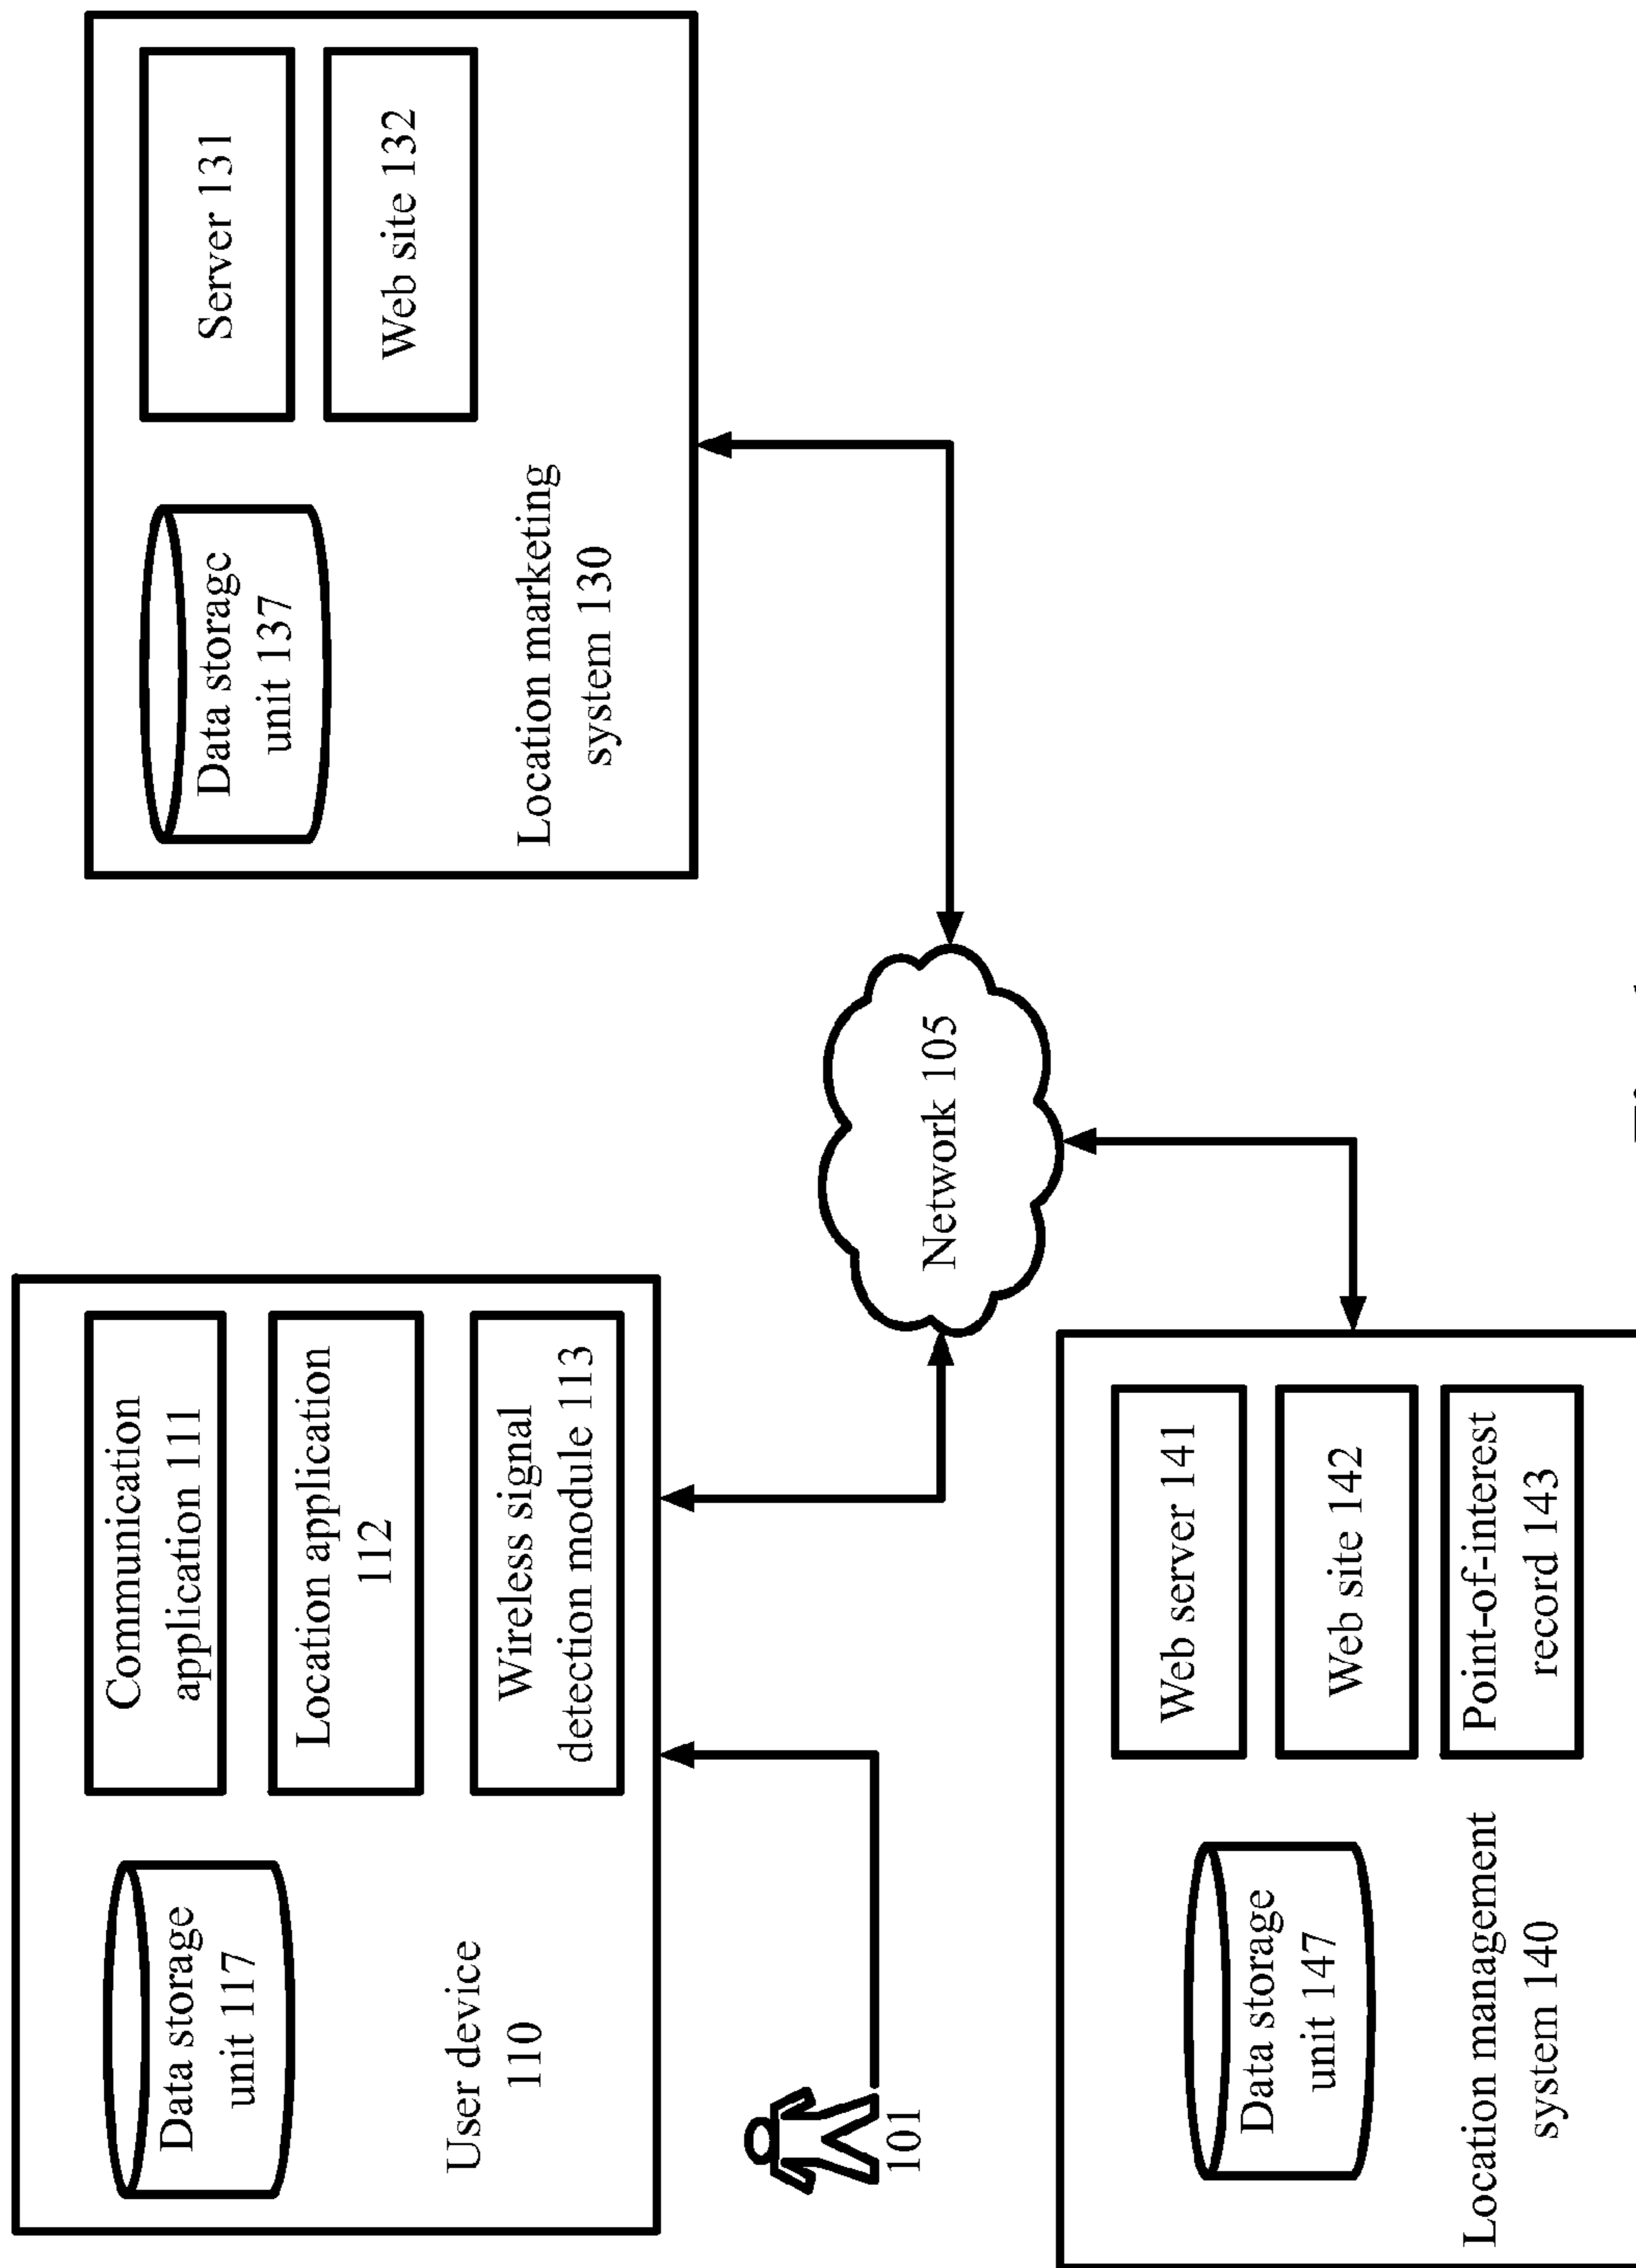 Data storage
unit 117
User device
110
Communication
application 111
Location application
112
Wireless signal
detection module 113
101
Data storage
unit 137
Location marketing
system 130
Server 131
Web site 132
Network 105
Data storage
unit 147
Location management
system 140
Web server 141
Web site 142
Point-of-interest
record 143